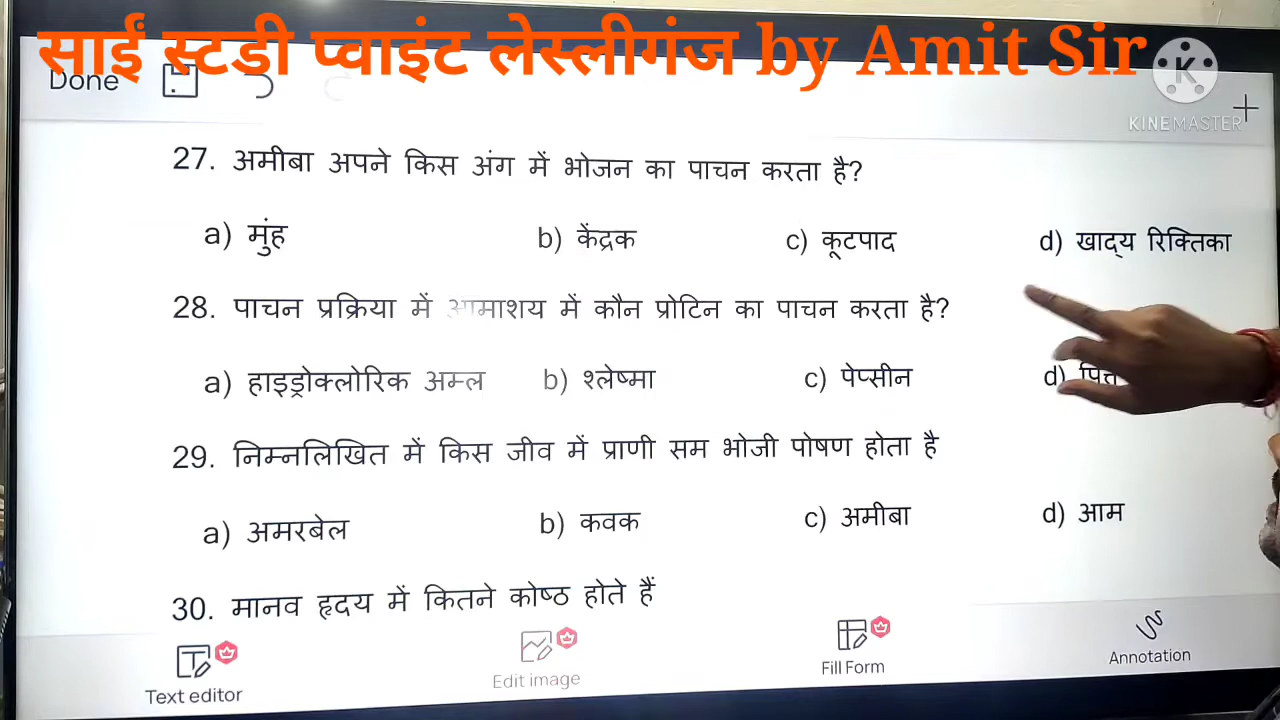 साईं स्टडी प्वाइंट लेस्लीगंज by Amit Sir
Done
KINEMASTER
27. अमीबा अपने किस अंग में भोजन का पाचन करता है?
a) मुंह b) केंद्रक c) कूटपाद d) खाद्य रिक्तिका
28. पाचन प्रक्रिया में आमाशय में कौन प्रोटिन का पाचन करता है?
a) हाइड्रोक्लोरिक अम्ल b) श्लेष्मा c) पेप्सीन d) पित्त
29. निम्नलिखित में किस जीव में प्राणी सम भोजी पोषण होता है
a) अमरबेल b) कवक c) अमीबा d) आम
30. मानव हृदय में कितने कोष्ठ होते हैं
Text editor Edit image Fill Form Annotation